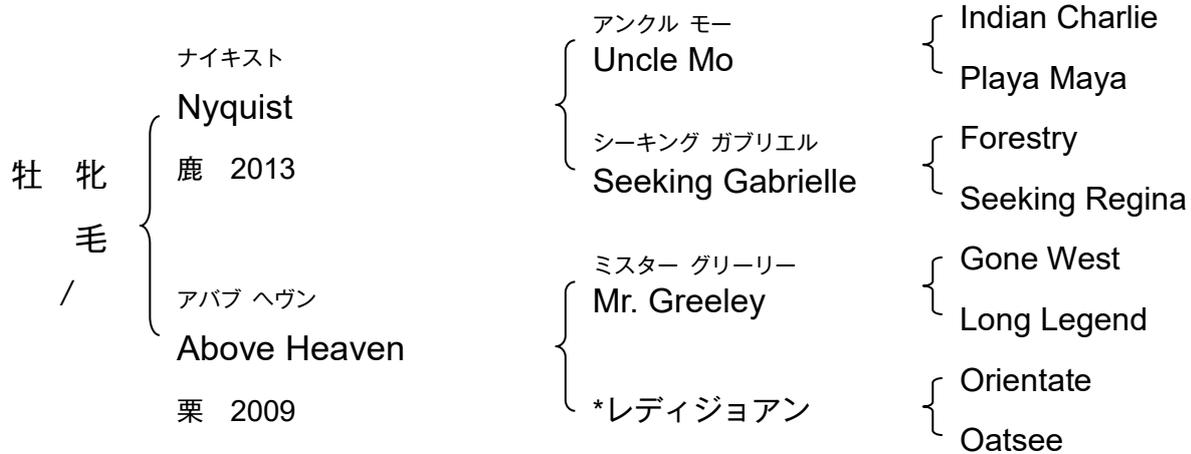 牡 牝
毛
/
ナイキスト
Nyquist
鹿 2013
アバブ ヘヴン
Above Heaven
栗 2009
アンクル モー
Uncle Mo
シーキング ガブリエル
Seeking Gabrielle
ミスター グリーリー
Mr. Greeley
*レディジョアン
Indian Charlie
Playa Maya
Forestry
Seeking Regina
Gone West
Long Legend
Orientate
Oatsee